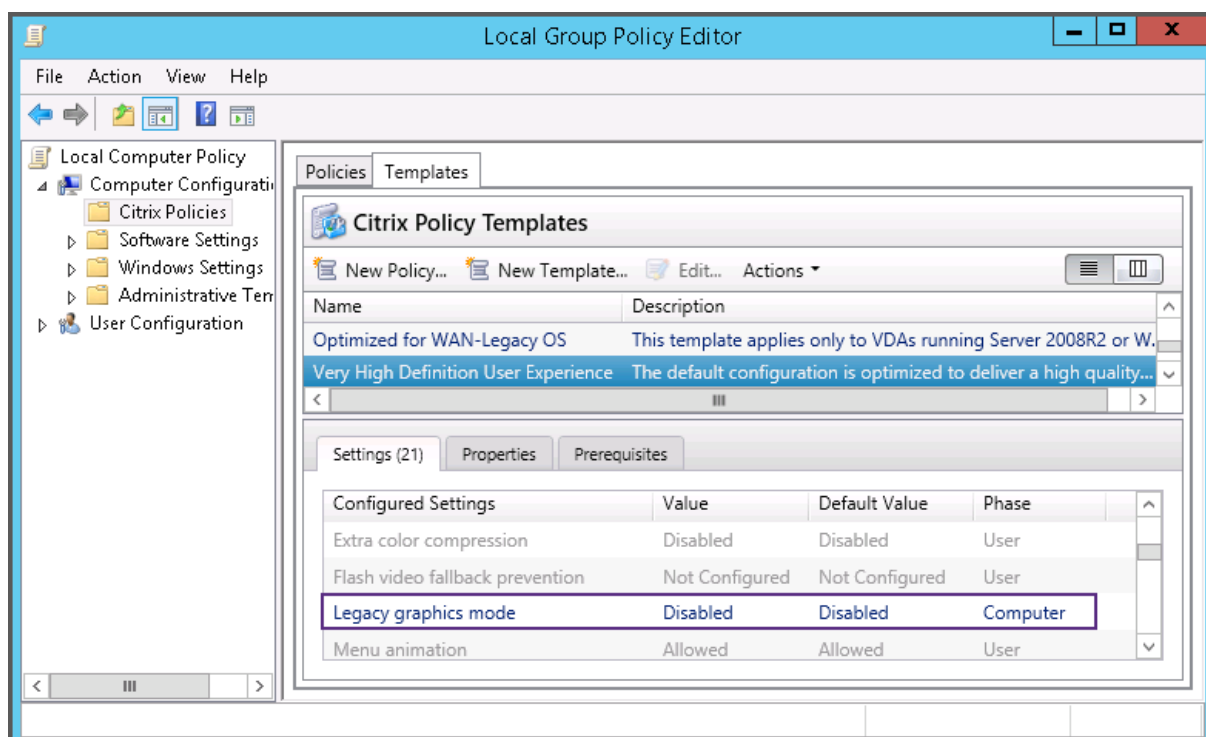 Local Group Policy Editor
File Action View Help
Local Computer Policy
Computer Configurati
Citrix Policies
Software Settings
Windows Settings
Administrative Tem
User Configuration
Policies Templates
Citrix Policy Templates
New Policy... New Template... Edit... Actions
Name Description
Optimized for WAN-Legacy OS This template applies only to VDAs running Server 2008R2 or W.
Very High Definition User Experience The default configuration is optimized to deliver a high quality...
Settings (21) Properties Prerequisites
Configured Settings Value Default Value Phase
Extra color compression Disabled Disabled User
Flash video fallback prevention Not Configured Not Configured User
Legacy graphics mode Disabled Disabled Computer
Menu animation Allowed Allowed User